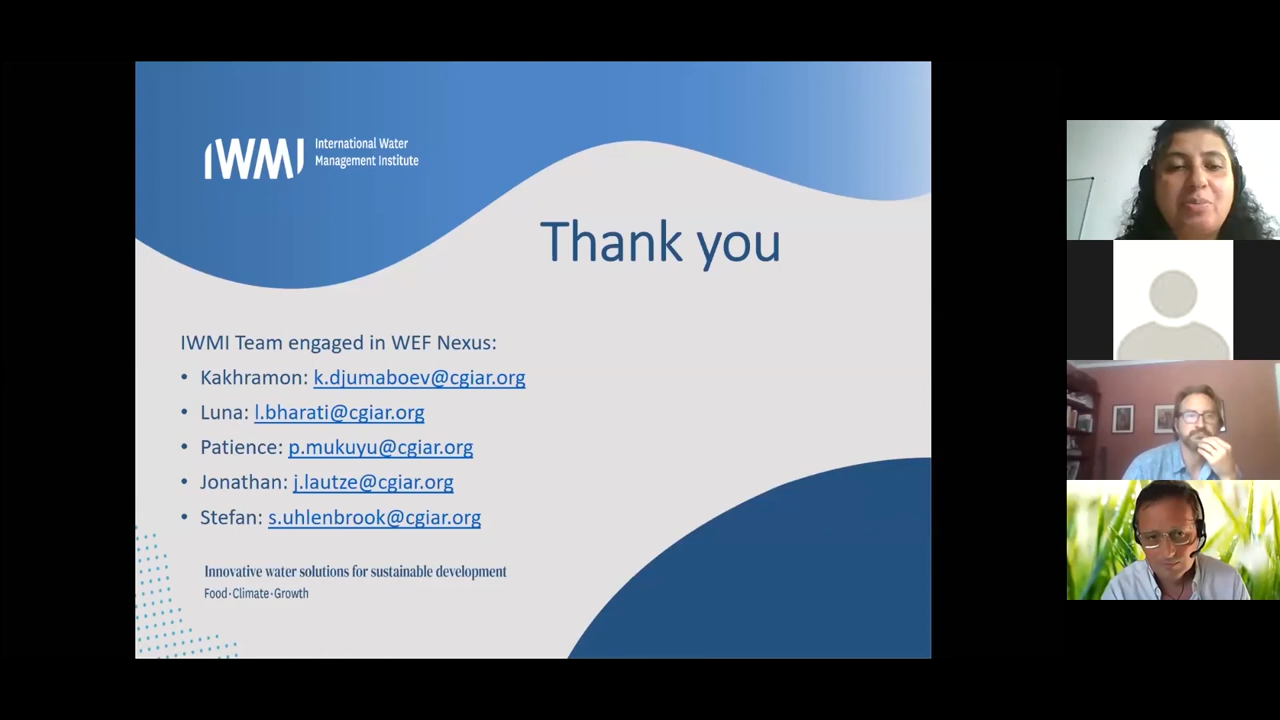 IWMI
International Water
Management Institute
Thank you
IWMI Team engaged in WEF Nexus:
• Kakhramon: k.djumaboev@cgiar.org
• Luna: l.bharati@cgiar.org
• Patience: p.mukuyu@cgiar.org
• Jonathan: j.lautze@cgiar.org
• Stefan: s.uhlenbrook@cgiar.org
Innovative water solutions for sustainable development
Food·Climate·Growth